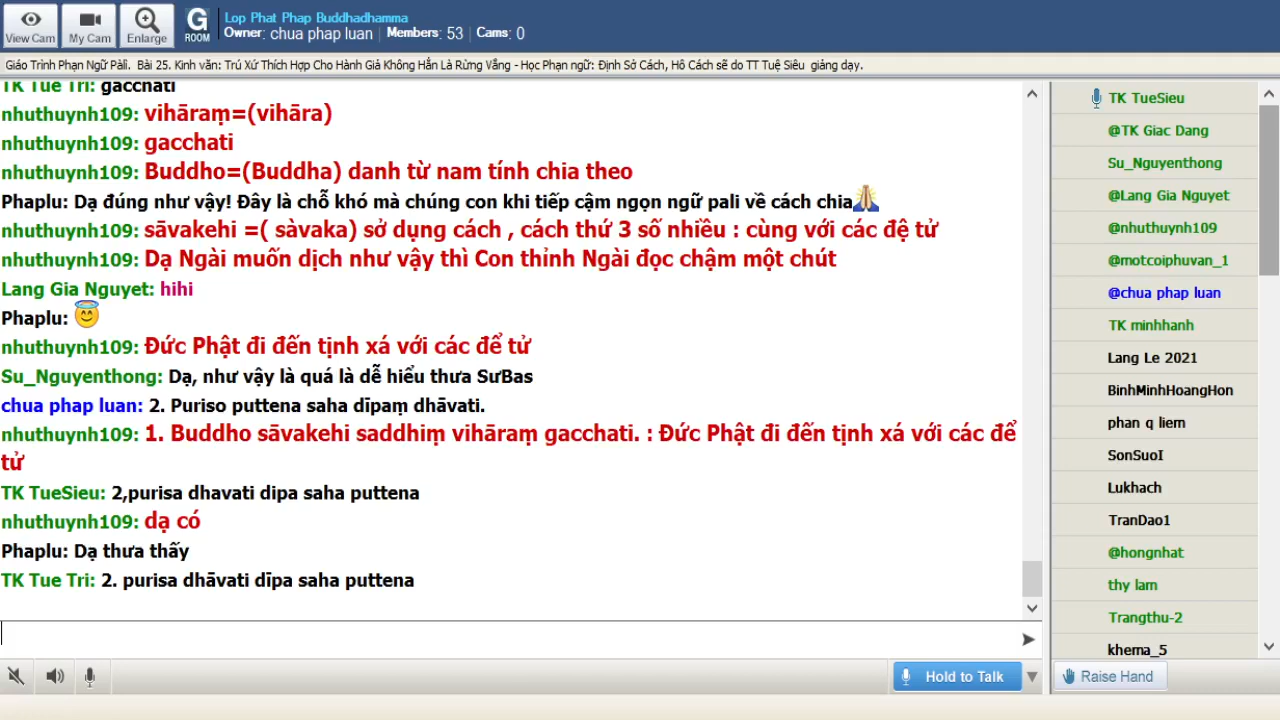 View Cam
My Cam
Enlarge
G
ROOM
Lop Phat Phap Buddhadhamma
Owner: chua phap luan | Members: 53 | Cams: 0
Giáo Trình Phạn Ngữ Pàli. Bài 25. Kinh văn: Trú Xứ Thích Hợp Cho Hành Giả Không Hẳn Là Rừng Vắng - Học Phạn ngữ: Định Sở Cách, Hô Cách sẽ do TT Tuệ Siêu giảng dạy.
TK Tue Tri: gacchati
nhuthuynh109: vihāraṃ=(vihāra)
nhuthuynh109: gacchati
nhuthuynh109: Buddho=(Buddha) danh từ nam tính chia theo
Phaplu: Dạ đúng như vậy! Đây là chỗ khó mà chúng con khi tiếp cậm ngọn ngữ pali về cách chia
nhuthuynh109: sāvakehi =( sàvaka) sở dụng cách , cách thứ 3 số nhiều : cùng với các đệ tử
nhuthuynh109: Dạ Ngài muốn dịch như vậy thì Con thỉnh Ngài đọc chậm một chút
Lang Gia Nguyet: hihi
Phaplu:
nhuthuynh109: Đức Phật đi đến tịnh xá với các để tử
Su_Nguyenthong: Dạ, như vậy là quá là dễ hiểu thưa SưBas
chua phap luan: 2. Puriso puttena saha dīpaṃ dhāvati.
nhuthuynh109: 1. Buddho sāvakehi saddhiṃ vihāraṃ gacchati. : Đức Phật đi đến tịnh xá với các để
tử
TK TueSieu: 2,purisa dhavati dipa saha puttena
nhuthuynh109: dạ có
Phaplu: Dạ thưa thấy
TK Tue Tri: 2. purisa dhāvati dīpa saha puttena
Hold to Talk
TK TueSieu
@TK Giac Dang
Su_Nguyenthong
@Lang Gia Nguyet
@nhuthuynh109
@motcoiphuvan_1
@chua phap luan
TK minhhanh
Lang Le 2021
BinhMinhHoangHon
phan q liem
SonSuoI
Lukhach
TranDao1
@hongnhat
thy lam
Trangthu-2
khema_5
Raise Hand